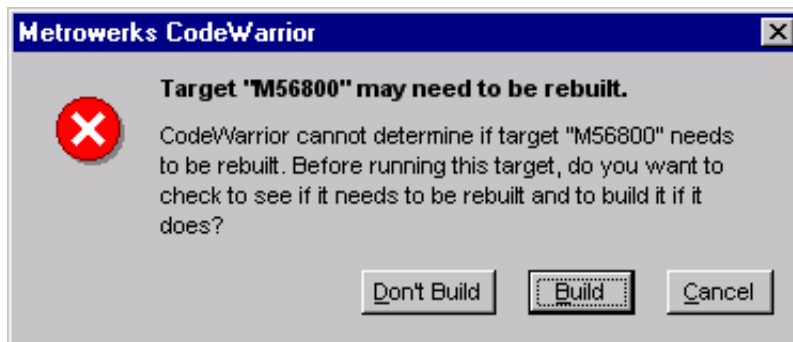 Metrowerks CodeWarrior
Target "M56800" may need to be rebuilt.
CodeWarrior cannot determine if target "M56800" needs
to be rebuilt. Before running this target, do you want to
check to see if it needs to be rebuilt and to build it if it
does?
Don't Build Build Cancel